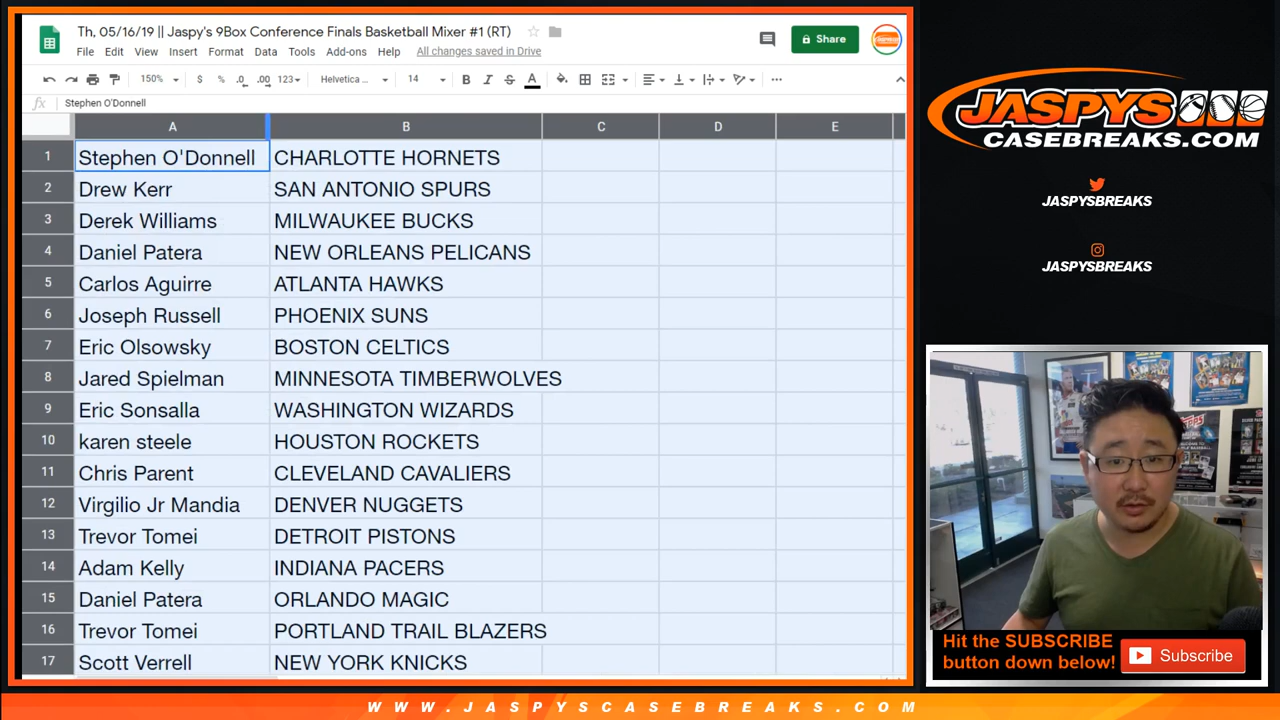 Th, 05/16/19 || Jaspy's 9Box Conference Finals Basketball Mixer #1 (RT)
File Edit View Insert Format Data Tools Add-ons Help All changes saved in Drive
Share
150% $ % .0 .00 123 Helvetica ... 14 B I S A
fx Stephen O'Donnell
A B C D E
1 Stephen O'Donnell CHARLOTTE HORNETS
2 Drew Kerr SAN ANTONIO SPURS
3 Derek Williams MILWAUKEE BUCKS
4 Daniel Patera NEW ORLEANS PELICANS
5 Carlos Aguirre ATLANTA HAWKS
6 Joseph Russell PHOENIX SUNS
7 Eric Olsowsky BOSTON CELTICS
8 Jared Spielman MINNESOTA TIMBERWOLVES
9 Eric Sonsalla WASHINGTON WIZARDS
10 karen steele HOUSTON ROCKETS
11 Chris Parent CLEVELAND CAVALIERS
12 Virgilio Jr Mandia DENVER NUGGETS
13 Trevor Tomei DETROIT PISTONS
14 Adam Kelly INDIANA PACERS
15 Daniel Patera ORLANDO MAGIC
16 Trevor Tomei PORTLAND TRAIL BLAZERS
17 Scott Verrell NEW YORK KNICKS
JASPYS
CASEBREAKS.COM
JASPYSBREAKS
JASPYSBREAKS
Hit the SUBSCRIBE
button down below!
Subscribe
WWW.JASPYSCASEBREAKS.COM